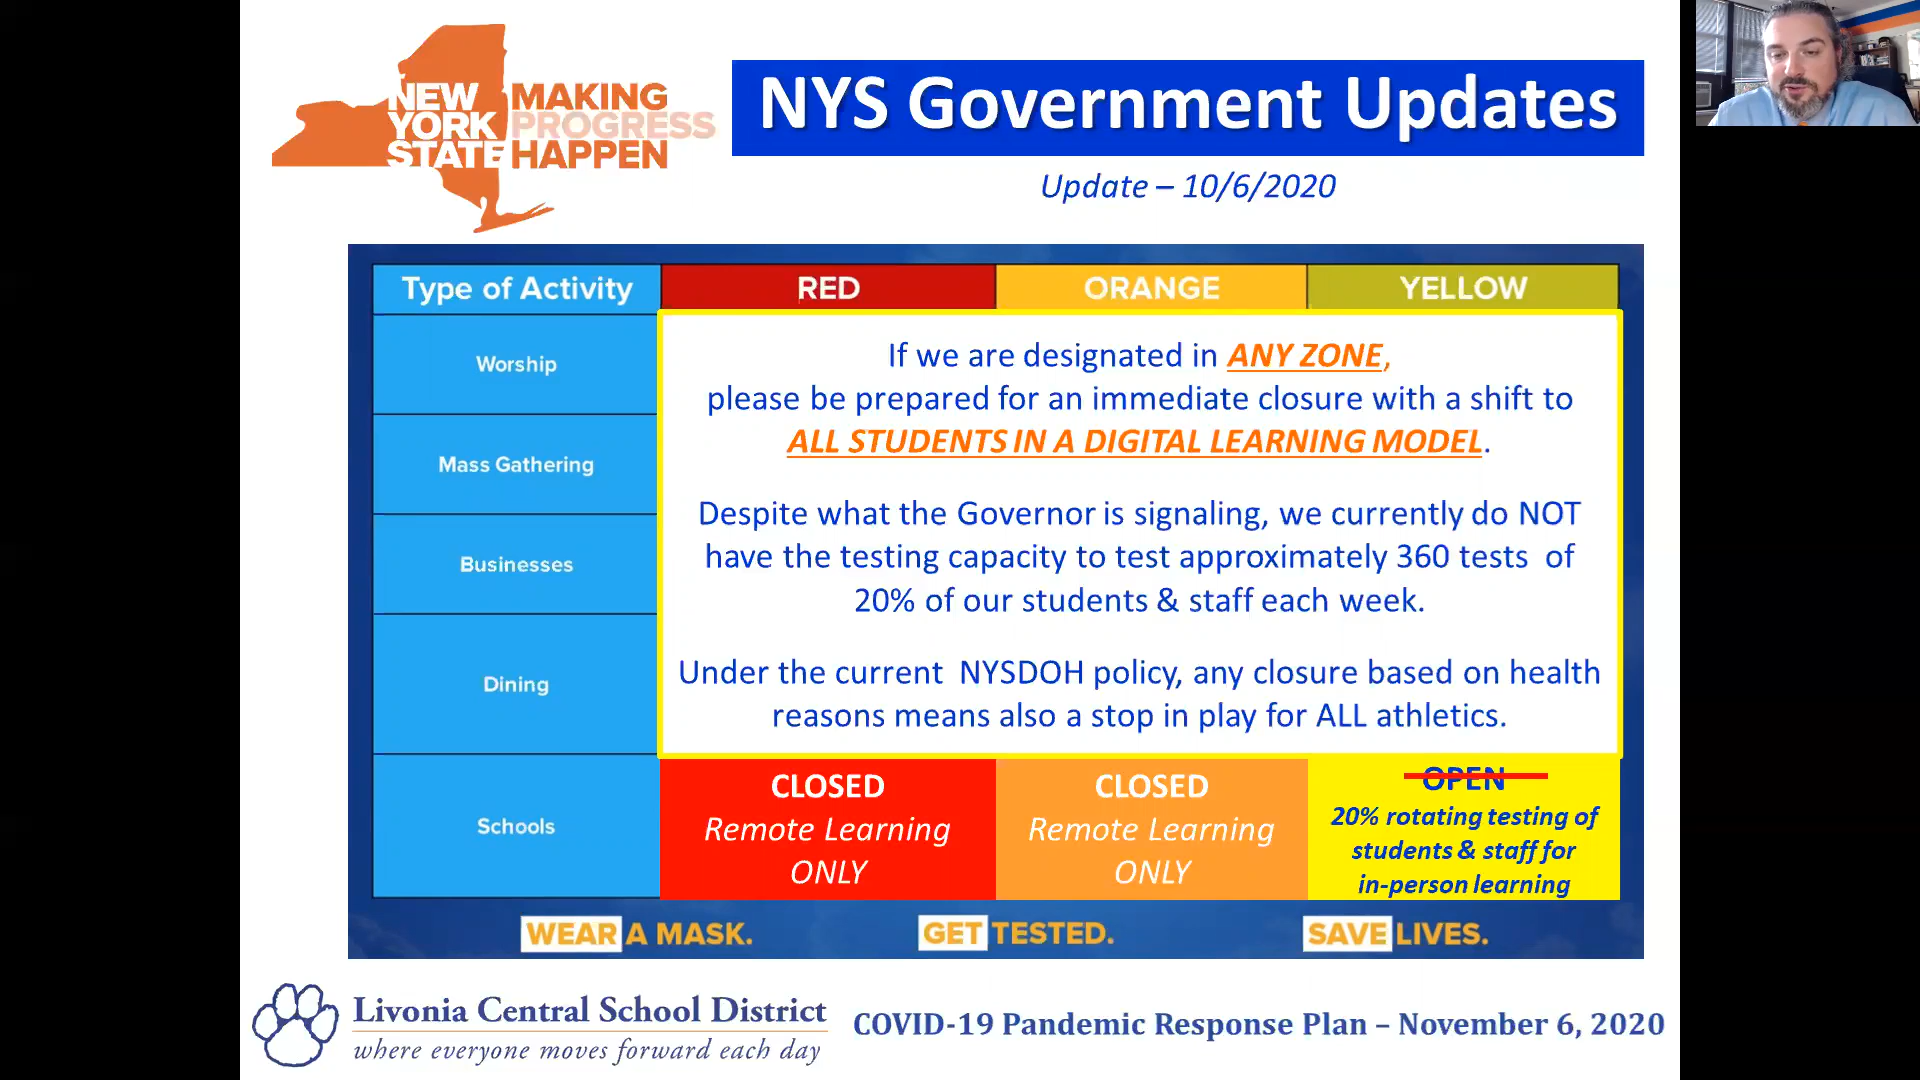 NEW YORK STATE
MAKING PROGRESS HAPPEN
NYS Government Updates
Update – 10/6/2020
Type of Activity
RED
ORANGE
YELLOW
Worship
Mass Gathering
Businesses
Dining
Schools
If we are designated in ANY ZONE,
please be prepared for an immediate closure with a shift to
ALL STUDENTS IN A DIGITAL LEARNING MODEL.
Despite what the Governor is signaling, we currently do NOT
have the testing capacity to test approximately 360 tests of
20% of our students & staff each week.
Under the current NYSDOH policy, any closure based on health
reasons means also a stop in play for ALL athletics.
CLOSED
Remote Learning
ONLY
CLOSED
Remote Learning
ONLY
OPEN
20% rotating testing of
students & staff for
in-person learning
WEAR A MASK.
GET TESTED.
SAVE LIVES.
Livonia Central School District
where everyone moves forward each day
COVID-19 Pandemic Response Plan – November 6, 2020